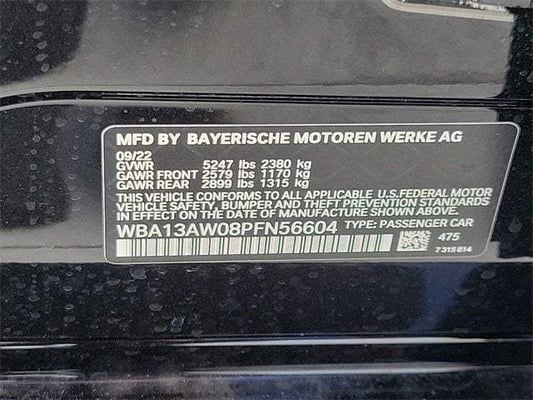 MFD BY BAYERISCHE MOTOREN WERKE AG
09/22
GVWR 5247 lbs 2380 kg
GAWR FRONT 2579 lbs 1170 kg
GAWR REAR 2899 lbs 1315 kg
THIS VEHICLE CONFORMS TO ALL APPLICABLE U.S.FEDERAL MOTOR
VEHICLE SAFETY, BUMPER, AND THEFT PREVENTION STANDARDS IN
EFFECT ON THE DATE OF MANUFACTURE SHOWN ABOVE.
WBA13AW08PFN56604 TYPE: PASSENGER CAR
475
7315814